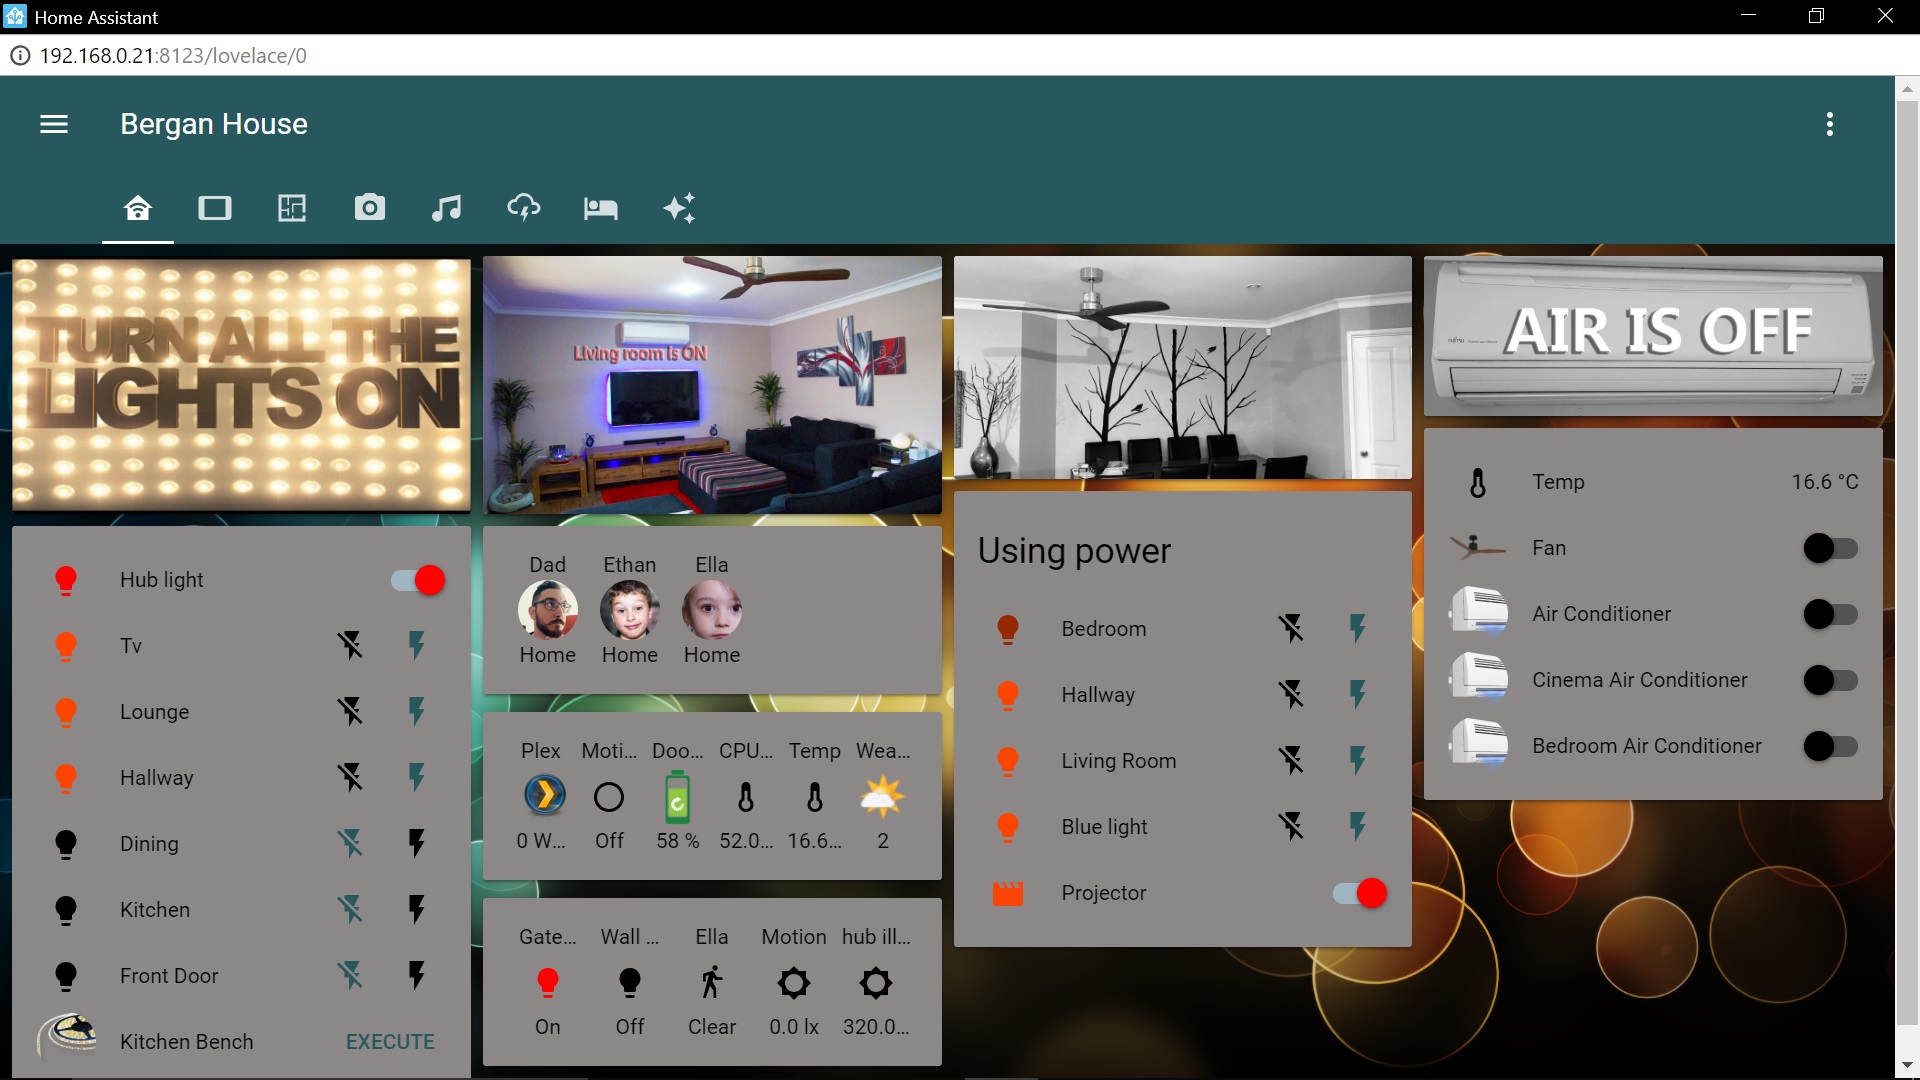 Home Assistant
192.168.0.21:8123/lovelace/0
Bergan House
TURN ALL THE
LIGHTS ON
Hub light
Tv
Lounge
Hallway
Dining
Kitchen
Front Door
Kitchen Bench EXECUTE
Living room is ON
Dad Ethan Ella
Home Home Home
Plex Moti... Doo... CPU... Temp Wea...
0 W... Off 58 % 52.0... 16.6... 2
Gate... Wall ... Ella Motion hub ill...
On Off Clear 0.0 lx 320.0...
Using power
Bedroom
Hallway
Living Room
Blue light
Projector
AIR IS OFF
Temp 16.6 °C
Fan
Air Conditioner
Cinema Air Conditioner
Bedroom Air Conditioner